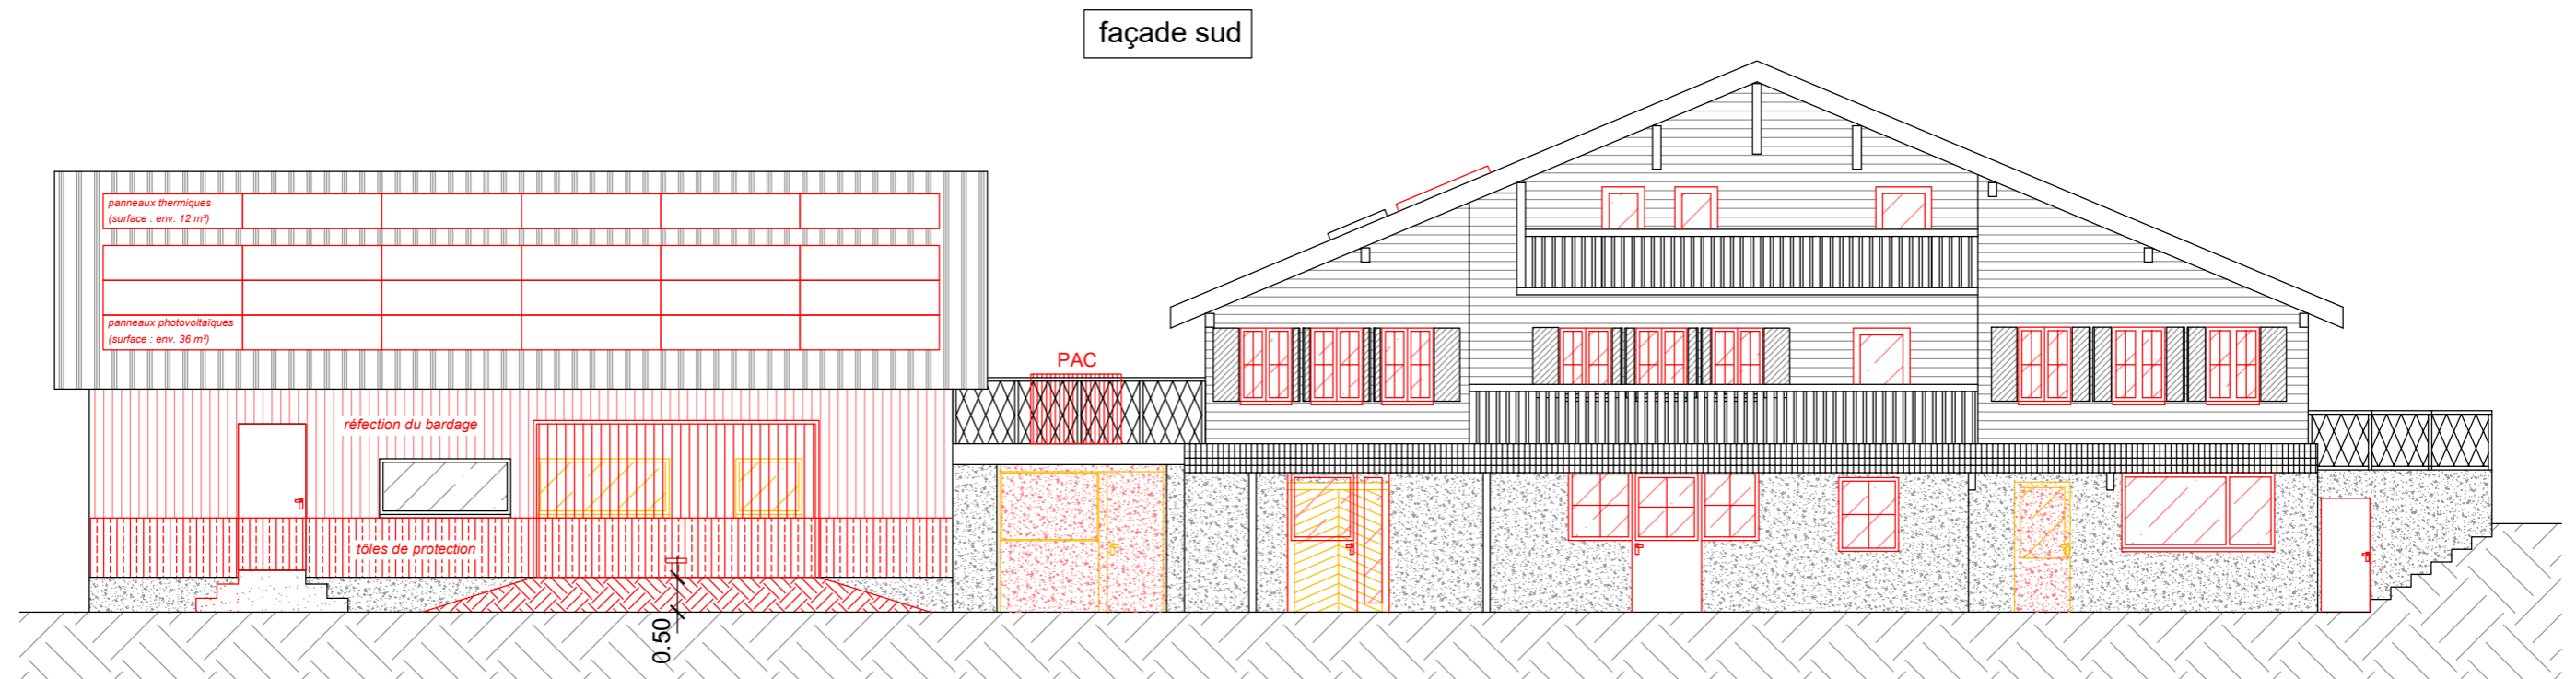 façade sud
panneaux thermiques
(surface : env. 12 m²)
panneaux photovoltaïques
(surface : env. 36 m²)
PAC
réfection du bardage
tôles de protection
0.50